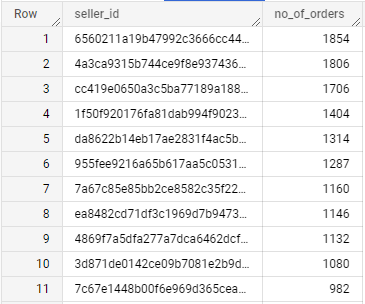 Row seller_id no_of_orders
1 6560211a19b47992c3666cc44... 1854
2 4a3ca9315b744ce9f8e937436... 1806
3 cc419e0650a3c5ba77189a188... 1706
4 1f50f920176fa81dab994f9023... 1404
5 da8622b14eb17ae2831f4ac5b... 1314
6 955fee9216a65b617aa5c0531... 1287
7 7a67c85e85bb2ce8582c35f22... 1160
8 ea8482cd71df3c1969d7b9473... 1146
9 4869f7a5dfa277a7dca6462dcf... 1132
10 3d871de0142ce09b7081e2b9d... 1080
11 7c67e1448b00f6e969d365cea... 982